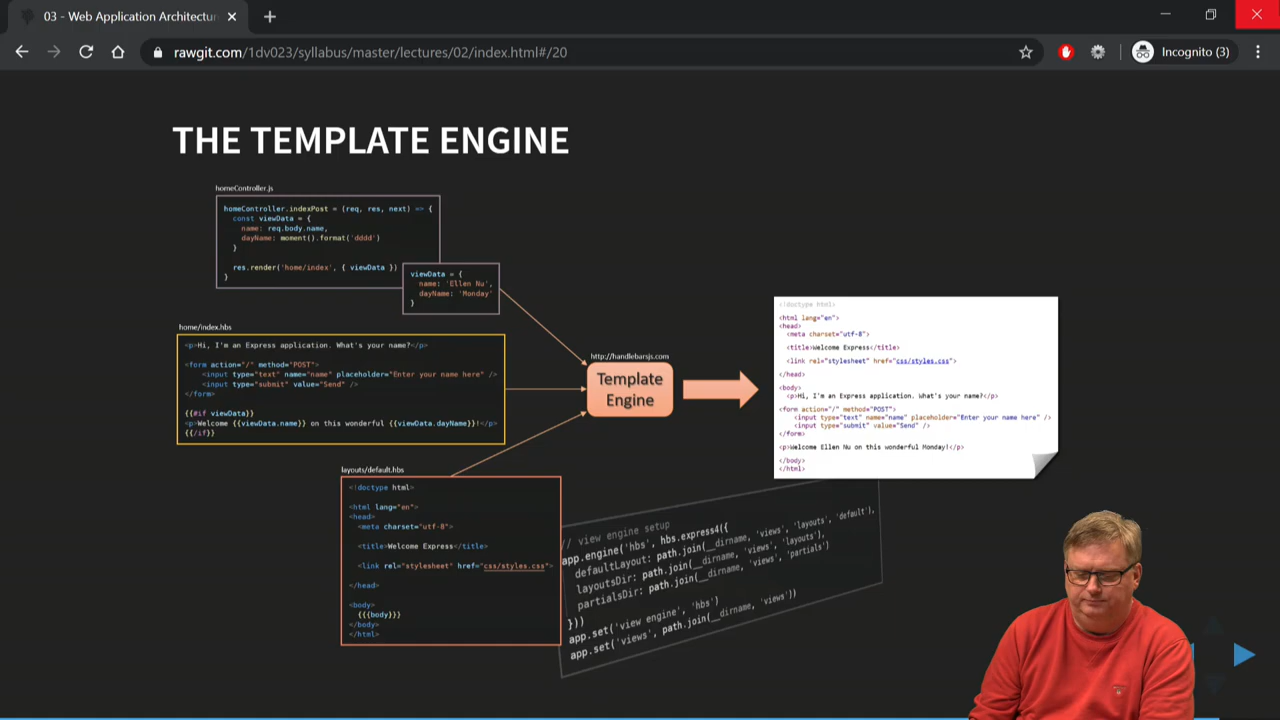 03 - Web Application Architectur
rawgit.com/1dv023/syllabus/master/lectures/02/index.html#/20
Incognito (3)
THE TEMPLATE ENGINE
homeController.js
homeController.indexPost = (req, res, next) => {
const viewData = {
name: req.body.name,
dayName: moment().format('dddd')
}
res.render('home/index', { viewData })
}
viewData = {
name: 'Ellen Nu',
dayName: 'Monday'
}
home/index.hbs
<p>Hi, I'm an Express application. What's your name?</p>
<form action="/" method="POST">
<input type="text" name="name" placeholder="Enter your name here" />
<input type="submit" value="Send" />
</form>
{{#if viewData}}
<p>Welcome {{viewData.name}} on this wonderful {{viewData.dayName}}!</p>
{{/if}}
http://handlebarsjs.com
Template
Engine
layouts/default.hbs
<!doctype html>
<html lang="en">
<head>
<meta charset="utf-8">
<title>Welcome Express</title>
<link rel="stylesheet" href="css/styles.css">
</head>
<body>
{{{body}}}
</body>
</html>
// view engine setup
app.engine('hbs', hbs.express4({
defaultLayout: path.join(__dirname, 'views', 'layouts', 'default'),
layoutsDir: path.join(__dirname, 'views', 'layouts'),
partialsDir: path.join(__dirname, 'views', 'partials')
}))
app.set('view engine', 'hbs')
app.set('views', path.join(__dirname, 'views'))
<!doctype html>
<html lang="en">
<head>
<meta charset="utf-8">
<title>Welcome Express</title>
<link rel="stylesheet" href="css/styles.css">
</head>
<body>
<p>Hi, I'm an Express application. What's your name?</p>
<form action="/" method="POST">
<input type="text" name="name" placeholder="Enter your name here" />
<input type="submit" value="Send" />
</form>
<p>Welcome Ellen Nu on this wonderful Monday!</p>
</body>
</html>